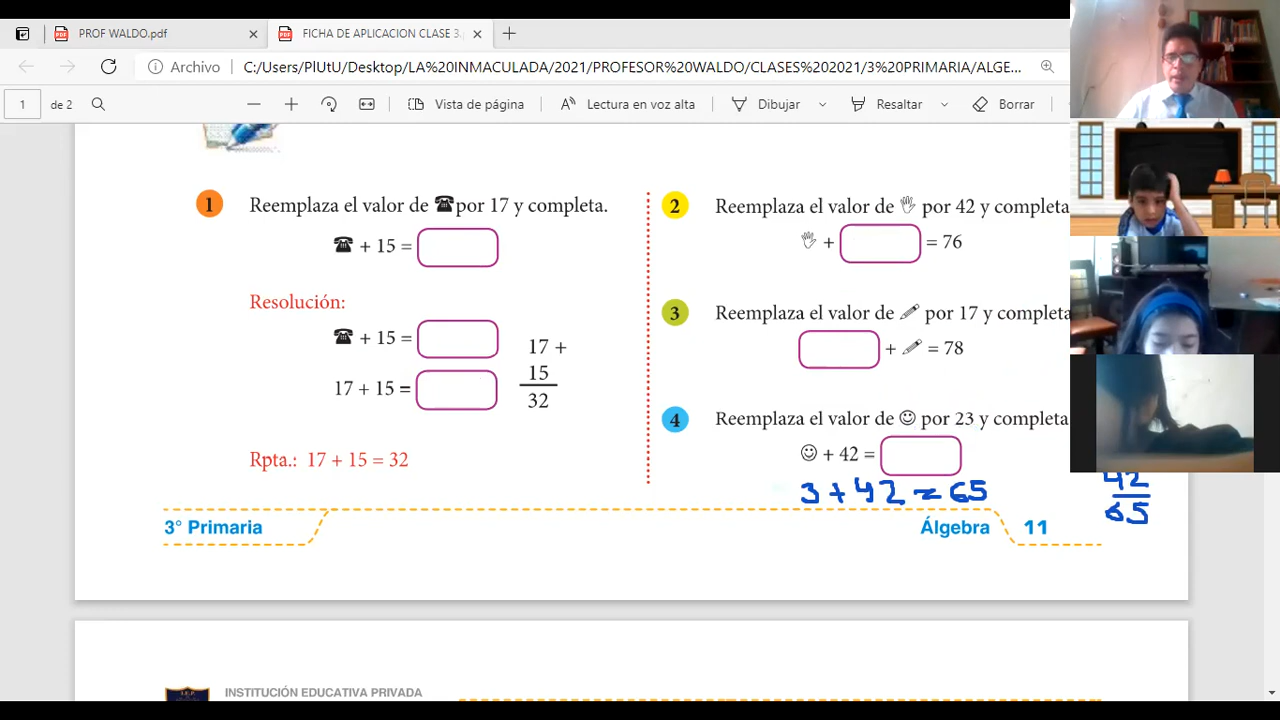 PROF WALDO.pdf
FICHA DE APLICACION CLASE 3.
Archivo
C:/Users/PlUtU/Desktop/LA%20INMACULADA/2021/PROFESOR%20WALDO/CLASES%202021/3%20PRIMARIA/ALGE...
1
de 2
Vista de página
Lectura en voz alta
Dibujar
Resaltar
Borrar
1 Reemplaza el valor de ☎ por 17 y completa.
☎ + 15 =
Resolución:
☎ + 15 =
17 + 15 =
17 +
15
32
Rpta.: 17 + 15 = 32
2 Reemplaza el valor de 🖐 por 42 y completa
🖐 + = 76
3 Reemplaza el valor de ✏ por 17 y completa
+ ✏ = 78
4 Reemplaza el valor de ☺ por 23 y completa
☺ + 42 =
3 + 42 = 65
42
65
3° Primaria
Álgebra 11
INSTITUCIÓN EDUCATIVA PRIVADA